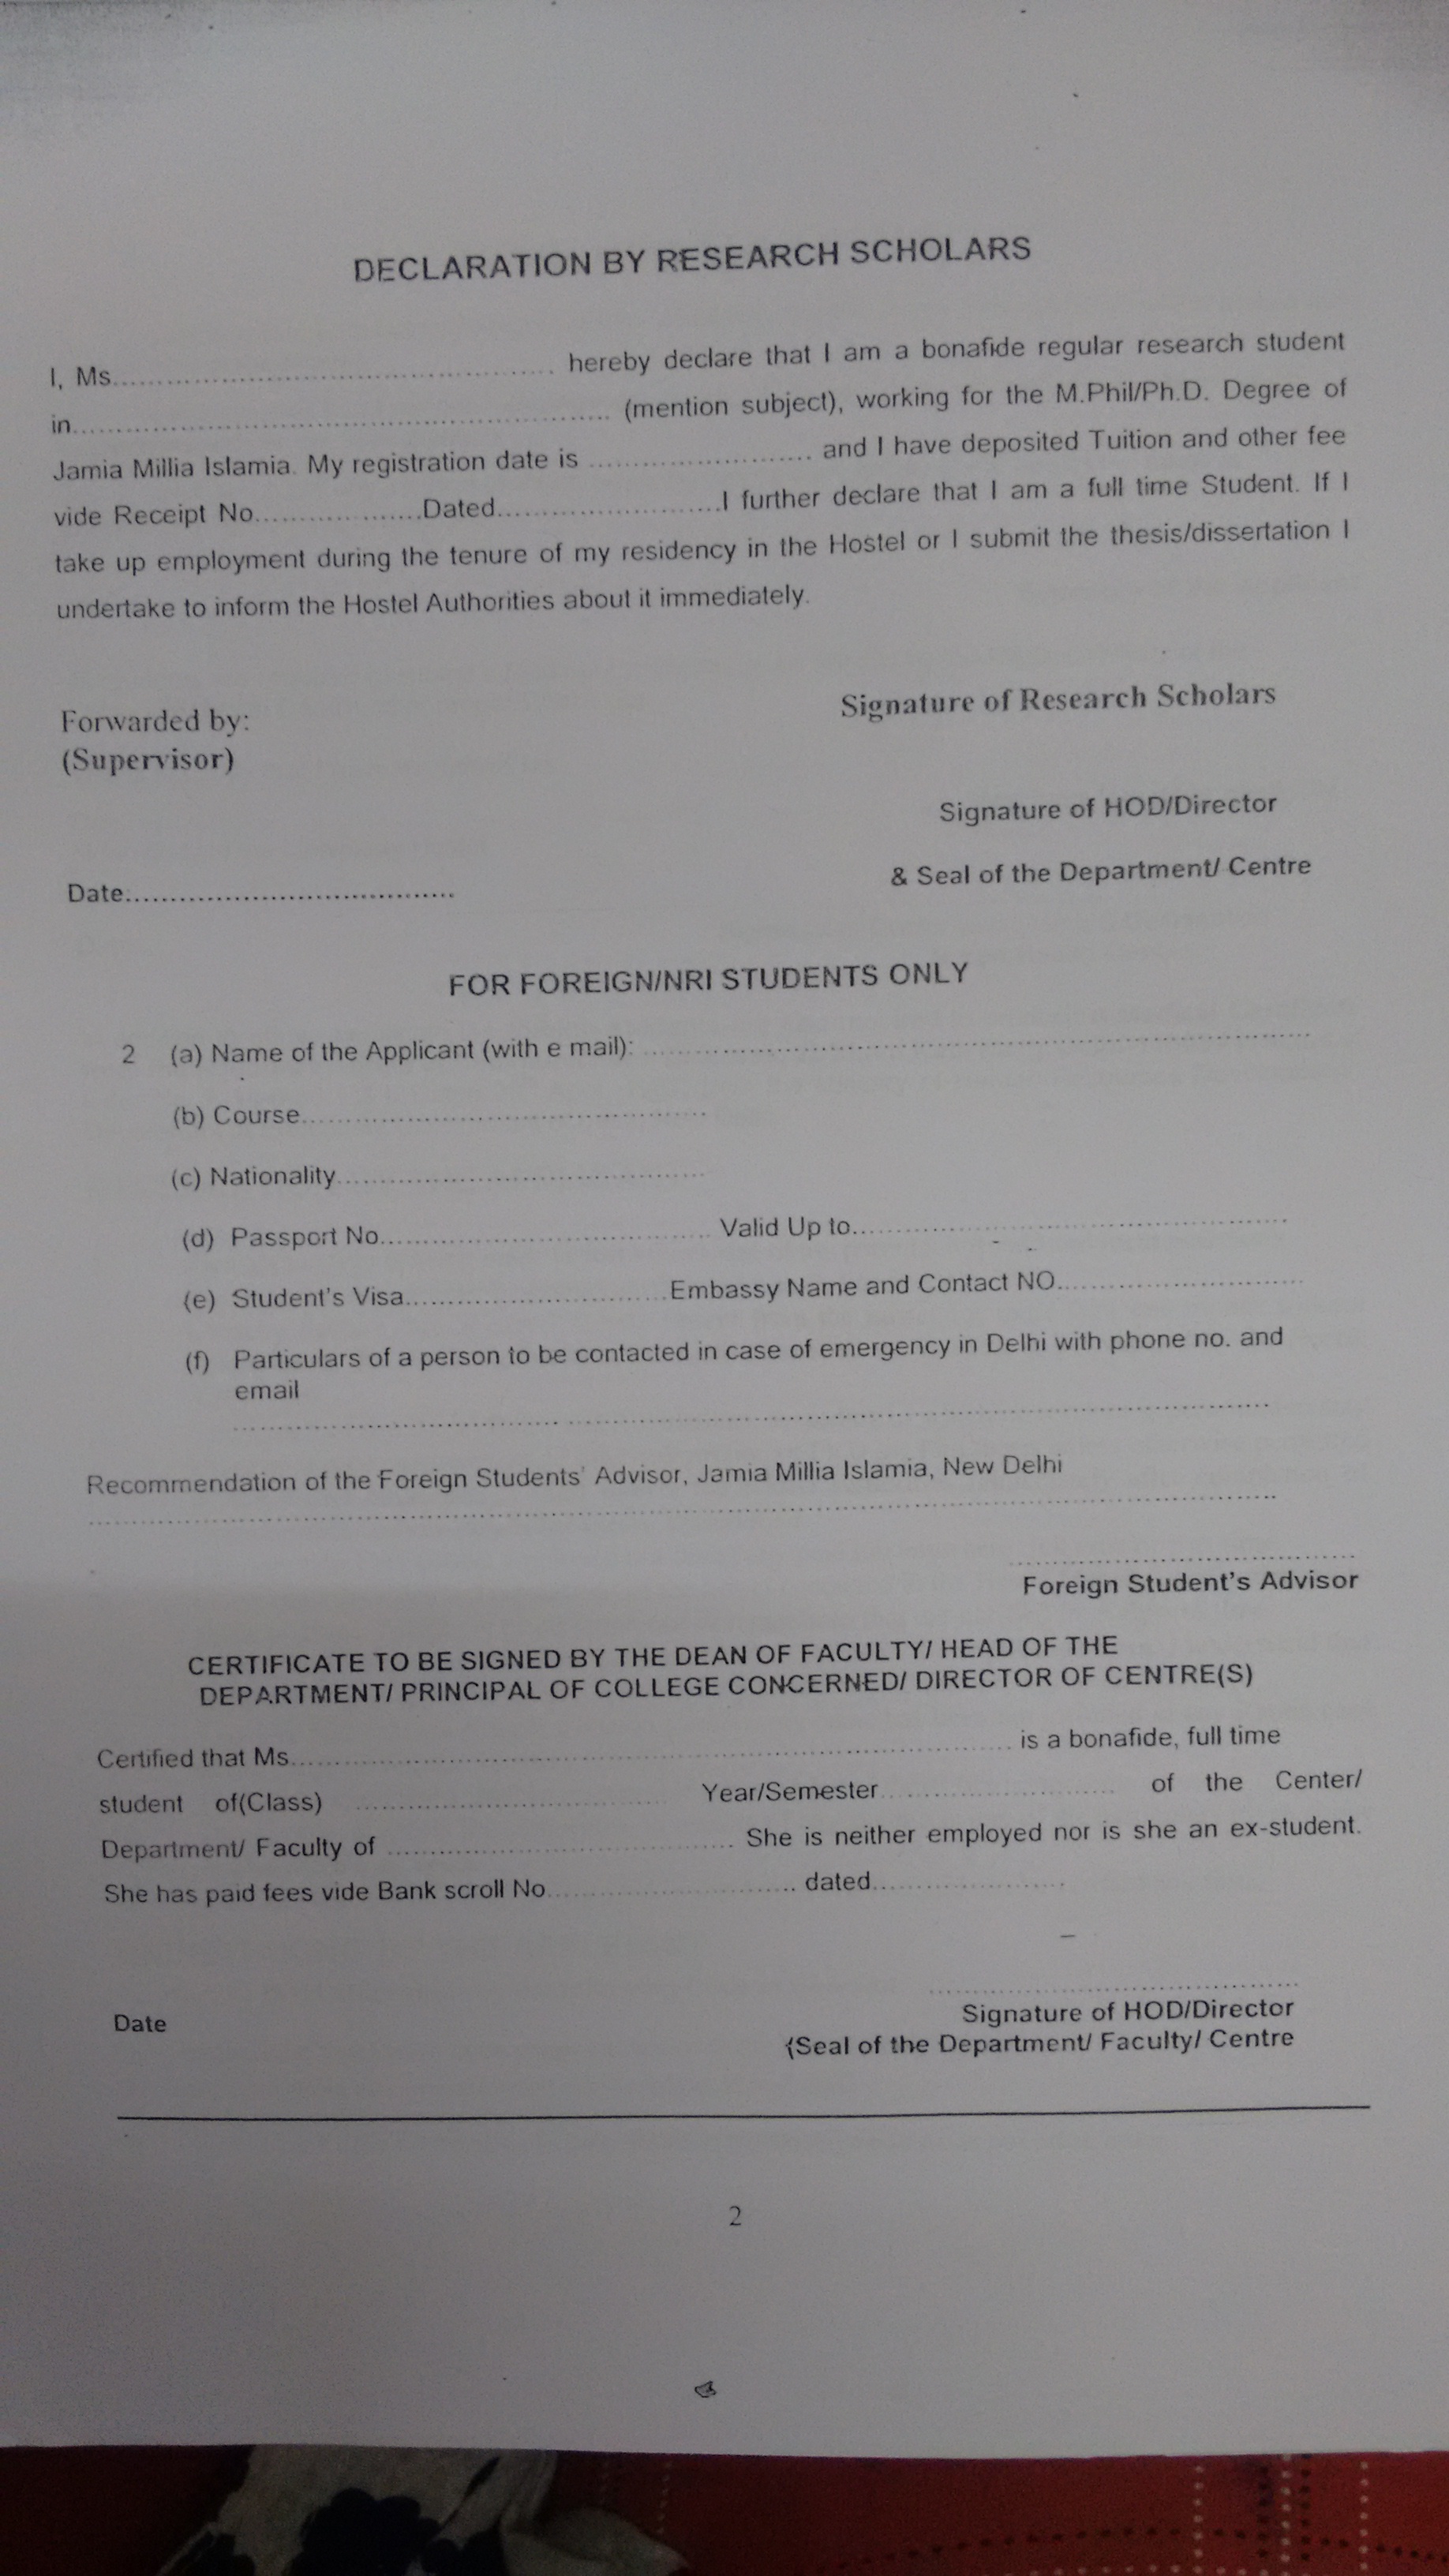 DECLARATION BY RESEARCH SCHOLARS
I, Ms.................................................... hereby declare that I am a bonafide regular research student
in.................................................................. (mention subject), working for the M.Phil/Ph.D. Degree of
Jamia Millia Islamia. My registration date is ........................... and I have deposited Tuition and other fee
vide Receipt No....................Dated...........................I further declare that I am a full time Student. If I
take up employment during the tenure of my residency in the Hostel or I submit the thesis/dissertation I
undertake to inform the Hostel Authorities about it immediately.
Signature of Research Scholars
Forwarded by:
(Supervisor)
Signature of HOD/Director
& Seal of the Department/ Centre
Date......................................
FOR FOREIGN/NRI STUDENTS ONLY
2 (a) Name of the Applicant (with e mail): ................................................................................
(b) Course.................................................
(c) Nationality.............................................
(d) Passport No........................................ Valid Up to....................................................
(e) Student's Visa................................Embassy Name and Contact NO..............................
(f) Particulars of a person to be contacted in case of emergency in Delhi with phone no. and
email
................................................................................................................................
Recommendation of the Foreign Students' Advisor, Jamia Millia Islamia, New Delhi
................................................................................................................................
..........................................
Foreign Student's Advisor
CERTIFICATE TO BE SIGNED BY THE DEAN OF FACULTY/ HEAD OF THE
DEPARTMENT/ PRINCIPAL OF COLLEGE CONCERNED/ DIRECTOR OF CENTRE(S)
Certified that Ms........................................................................................ is a bonafide, full time
student of(Class) ...................................... Year/Semester............................. of the Center/
Department/ Faculty of .......................................... She is neither employed nor is she an ex-student.
She has paid fees vide Bank scroll No.............................. dated........................
.............................................
Signature of HOD/Director
Date
(Seal of the Department/ Faculty/ Centre
2